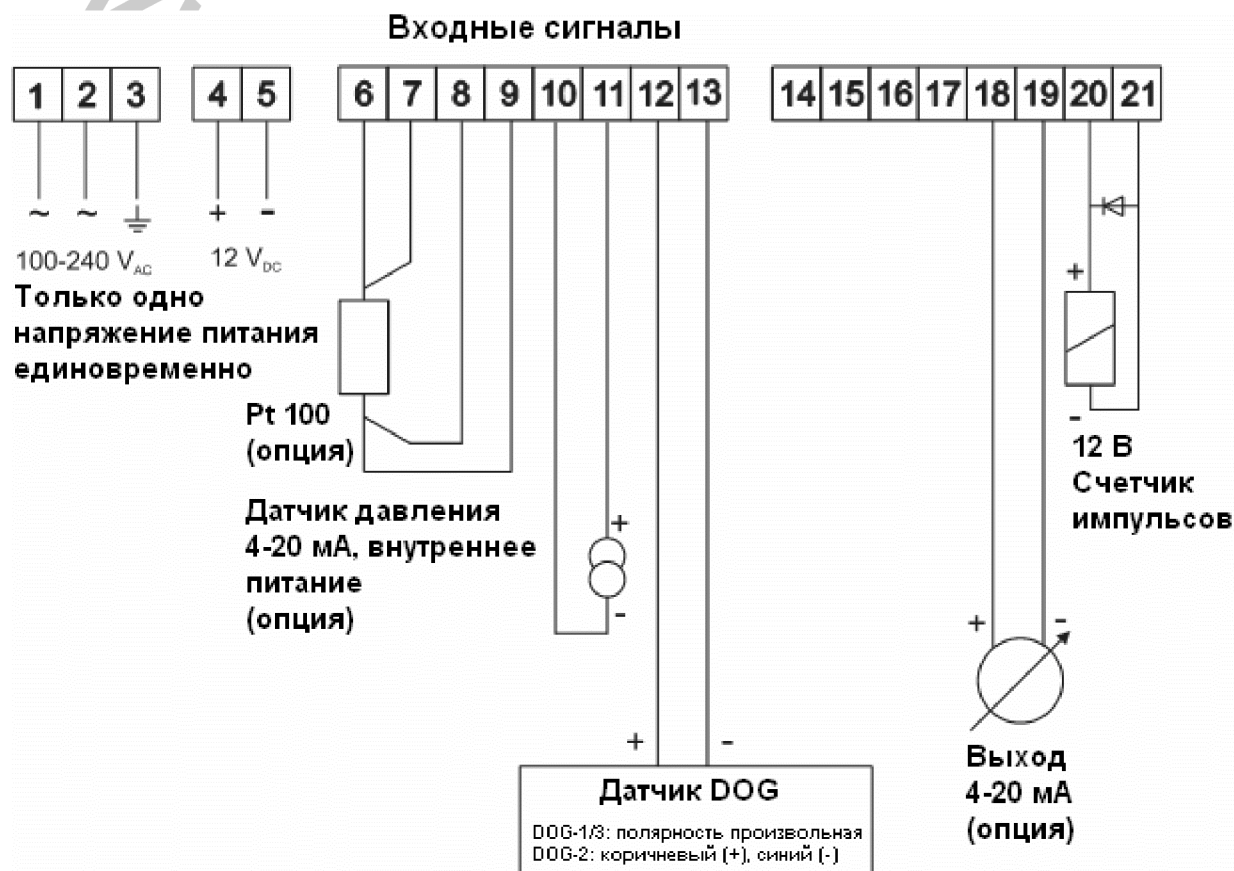 Входные сигналы
1 2 3 4 5 6 7 8 9 10 11 12 13 14 15 16 17 18 19 20 21
~ ~ + -
100-240 VAC 12 VDC
Только одно
напряжение питания
единовременно
Pt 100
(опция)
Датчик давления
4-20 мА, внутреннее
питание
(опция)
+
-
+ -
Датчик DOG
DOG-1/3: полярность произвольная
DOG-2: коричневый (+), синий (-)
+ -
Выход
4-20 мА
(опция)
+
-
12 В
Счетчик
импульсов